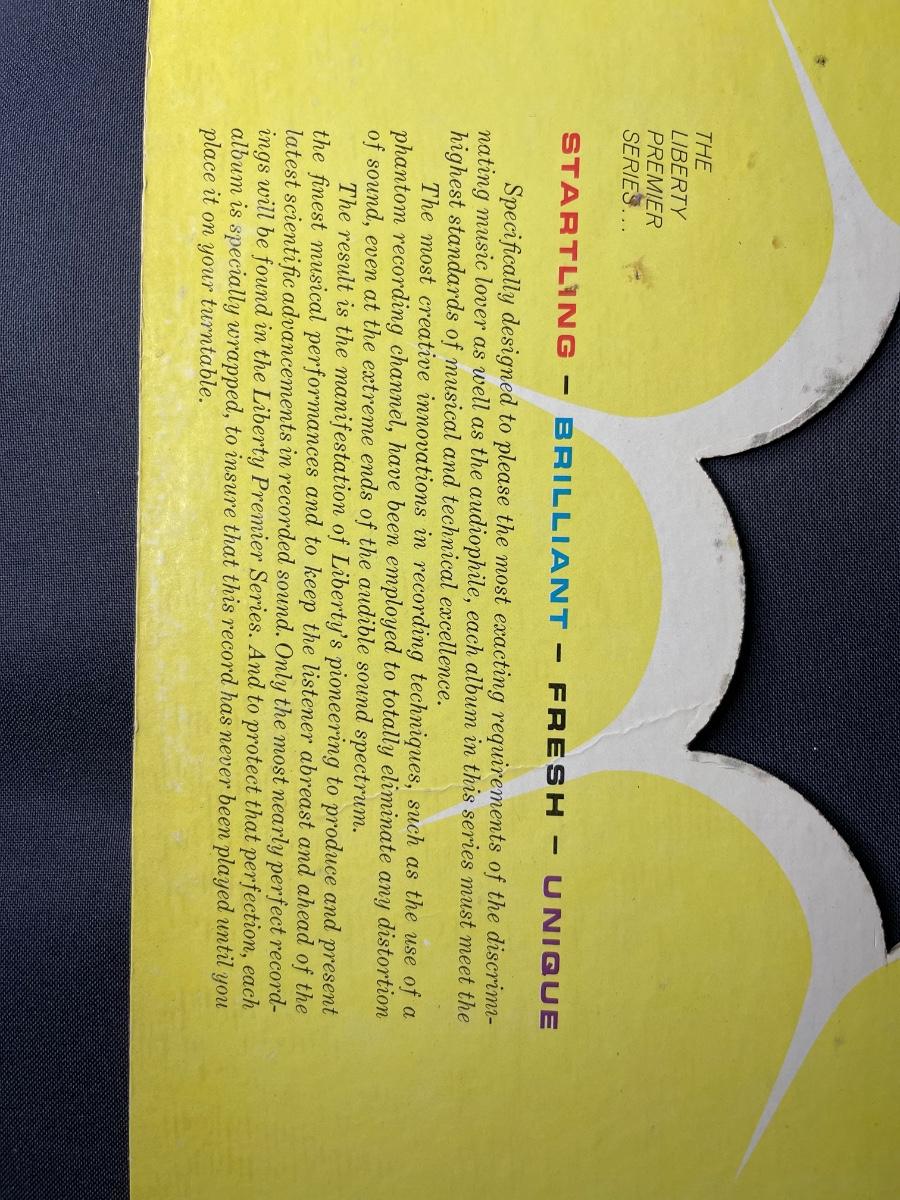 THE
LIBERTY
PREMIER
SERIES...
STARTLING – BRILLIANT – FRESH – UNIQUE
Specifically designed to please the most exacting requirements of the discrimi-
nating music lover as well as the audiophile, each album in this series must meet the
highest standards of musical and technical excellence.
The most creative innovations in recording techniques, such as the use of a
phantom recording channel, have been employed to totally eliminate any distortion
of sound, even at the extreme ends of the audible sound spectrum.
The result is the manifestation of Liberty's pioneering to produce and present
the finest musical performances and to keep the listener abreast and ahead of the
latest scientific advancements in recorded sound. Only the most nearly perfect record-
ings will be found in the Liberty Premier Series. And to protect that perfection, each
album is specially wrapped, to insure that this record has never been played until you
place it on your turntable.